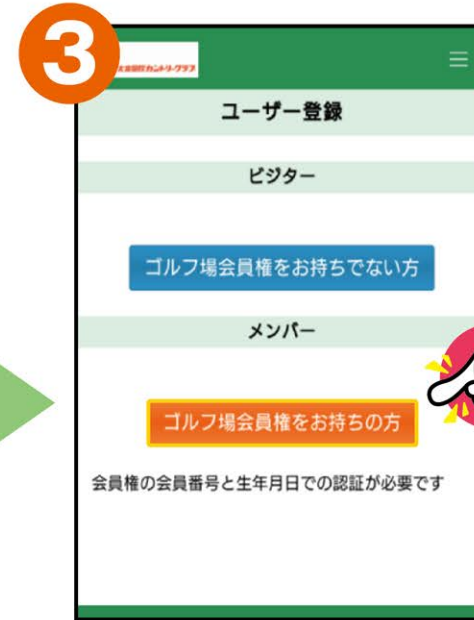 3
ユーザー登録
ビジター
ゴルフ場会員権をお持ちでない方
メンバー
ゴルフ場会員権をお持ちの方
会員権の会員番号と生年月日での認証が必要です